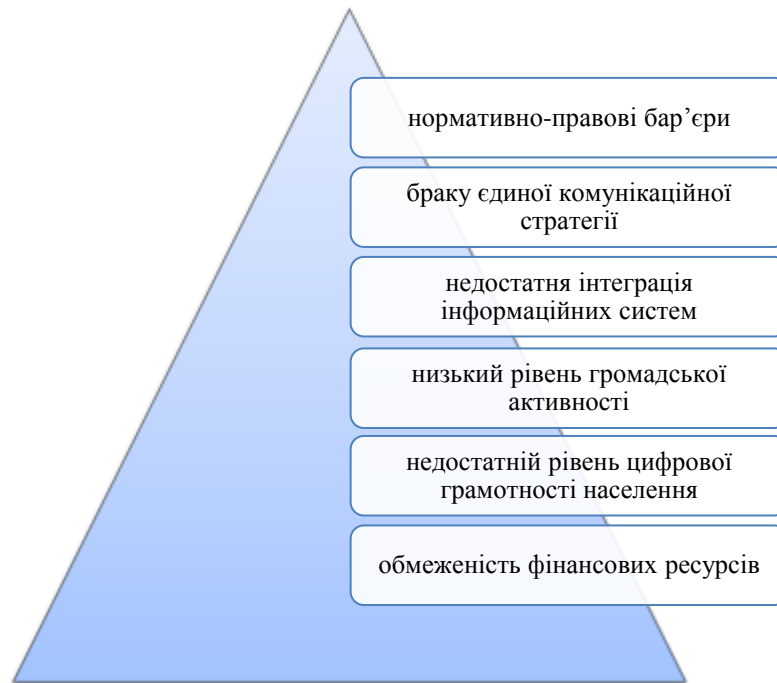 нормативно-правові бар’єри
браку єдиної комунікаційної
стратегії
недостатня інтеграція
інформаційних систем
низький рівень громадської
активності
недостатній рівень цифрової
грамотності населення
обмеженість фінансових ресурсів